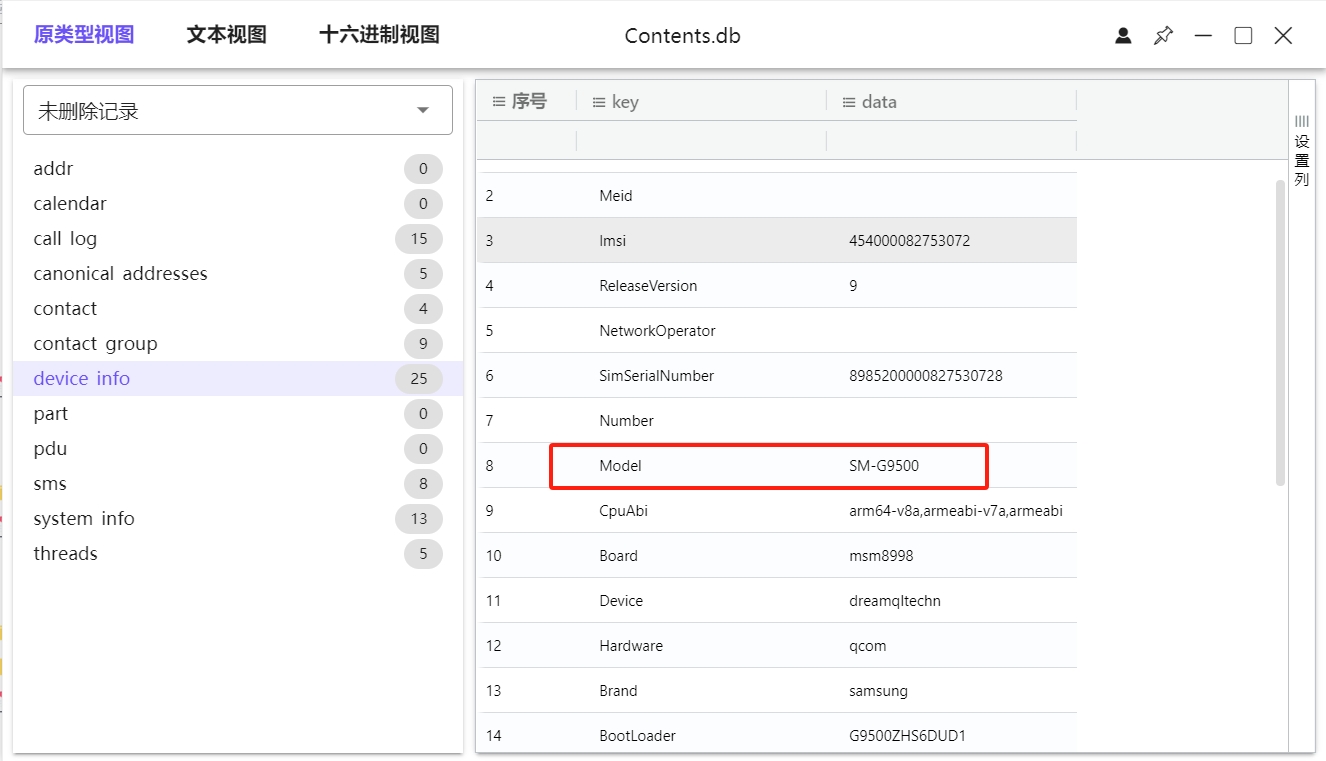 原类型视图 文本视图 十六进制视图 Contents.db
未删除记录
addr 0
calendar 0
call log 15
canonical addresses 5
contact 4
contact group 9
device info 25
part 0
pdu 0
sms 8
system info 13
threads 5
序号 key data
2 Meid
3 Imsi 454000082753072
4 ReleaseVersion 9
5 NetworkOperator
6 SimSerialNumber 8985200000827530728
7 Number
8 Model SM-G9500
9 CpuAbi arm64-v8a,armeabi-v7a,armeabi
10 Board msm8998
11 Device dreamqltechn
12 Hardware qcom
13 Brand samsung
14 BootLoader G9500ZHS6DUD1
设置列